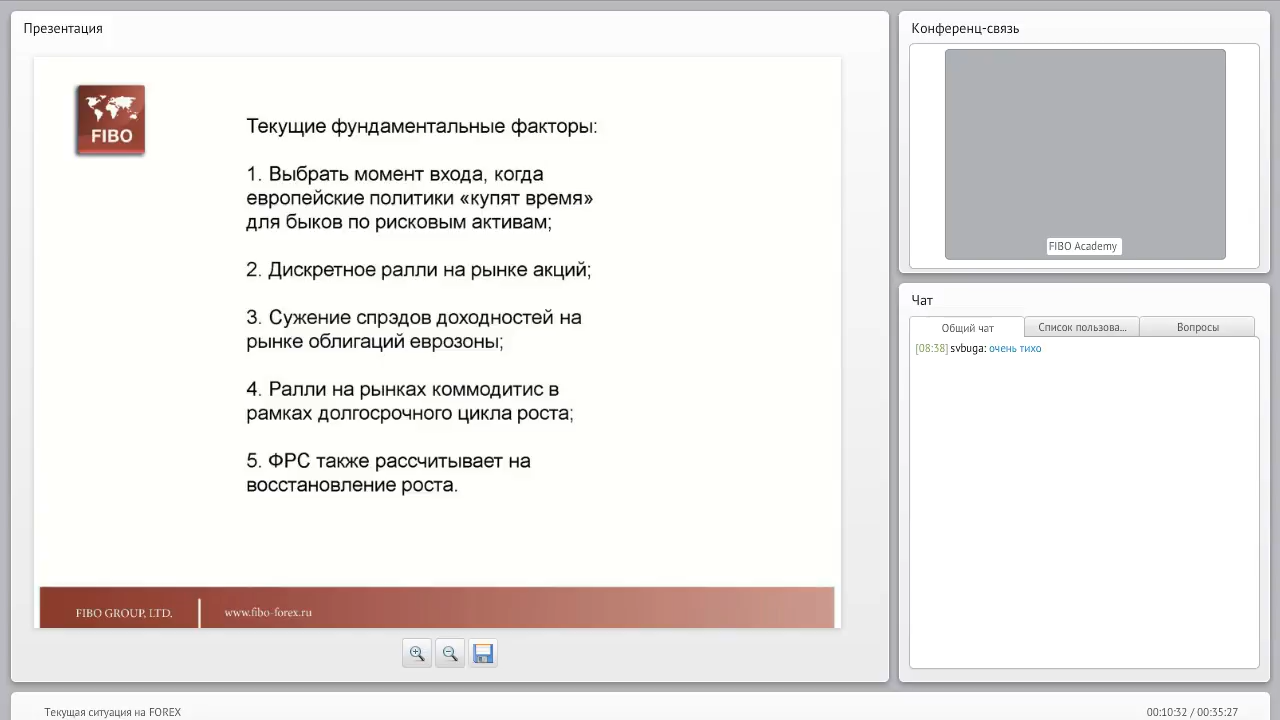 Презентация
FIBO
Текущие фундаментальные факторы:
1. Выбрать момент входа, когда
европейские политики «купят время»
для быков по рисковым активам;
2. Дискретное ралли на рынке акций;
3. Сужение спрэдов доходностей на
рынке облигаций еврозоны;
4. Ралли на рынках коммодитис в
рамках долгосрочного цикла роста;
5. ФРС также рассчитывает на
восстановление роста.
FIBO GROUP, LTD.
www.fibo-forex.ru
Конференц-связь
FIBO Academy
Чат
Общий чат
Список пользова...
Вопросы
[08:38] svbuga: очень тихо
Текущая ситуация на FOREX
00:10:32 / 00:35:27